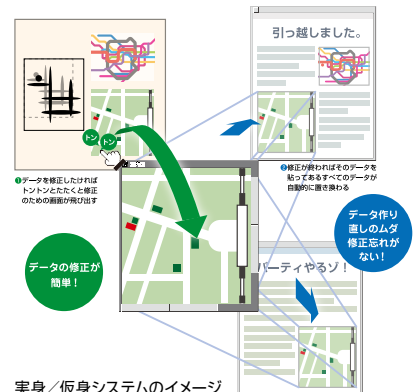 引っ越しました。
トン
トン
❶データを修正したければ
トントンとたたくと修正
のための画面が飛び出す
❷修正が終わればそのデータを
貼ってあるすべてのデータが
自動的に置き換わる
データ作り
直しのムダ
修正忘れが
ない！
データの修正が
簡単！
パーティやるゾ！
実身／仮身システムのイメージ